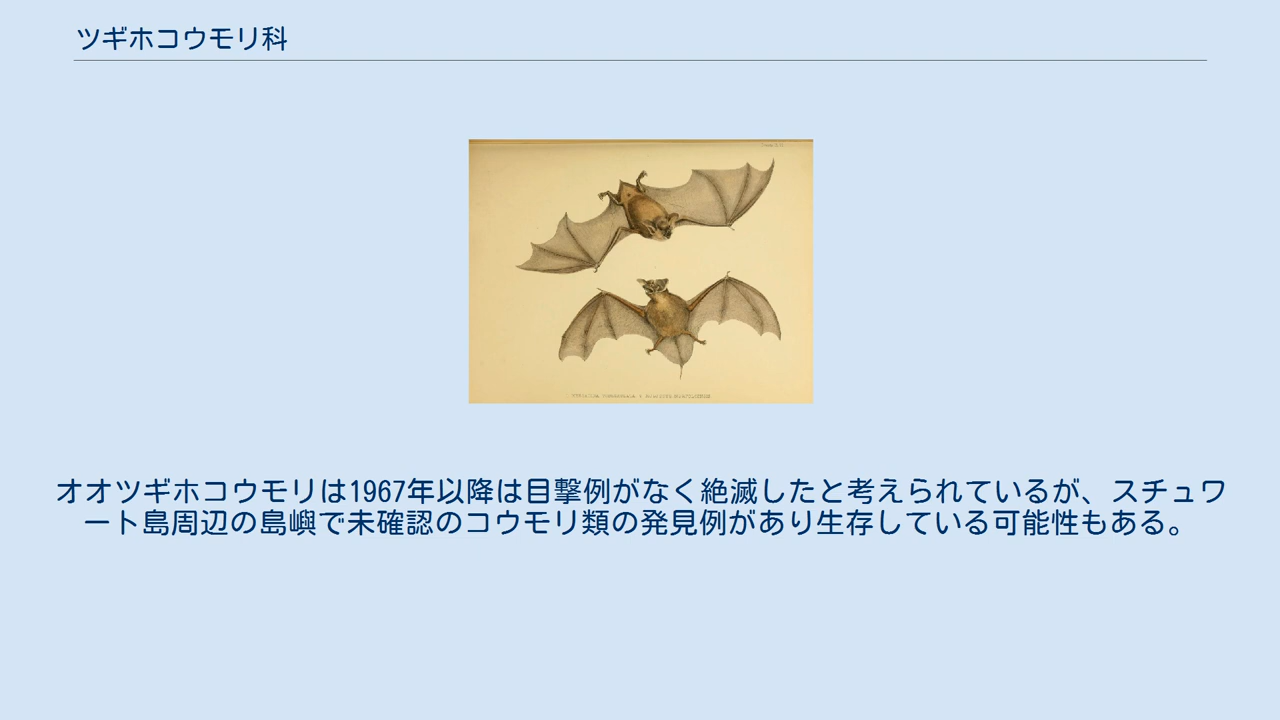 ツギホコウモリ科
オオツギホコウモリは1967年以降は目撃例がなく絶滅したと考えられているが、スチュワ
ート島周辺の島嶼で未確認のコウモリ類の発見例があり生存している可能性もある。